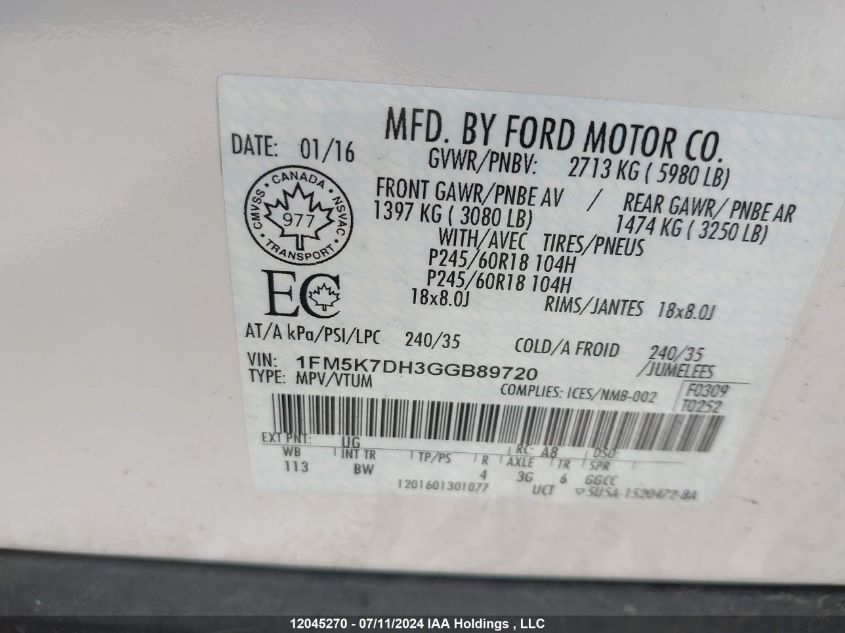 MFD. BY FORD MOTOR CO.
DATE: 01/16
GVWR/PNBV: 2713 KG ( 5980 LB)
FRONT GAWR/PNBE AV / REAR GAWR/ PNBE AR
1397 KG ( 3080 LB) 1474 KG ( 3250 LB)
CMVSS CANADA NSVAC
977
TRANSPORT
WITH/AVEC TIRES/PNEUS
P245/60R18 104H
P245/60R18 104H
EC
18x8.0J RIMS/JANTES 18x8.0J
AT/A kPa/PSI/LPC 240/35 COLD/A FROID 240/35
VIN: 1FM5K7DH3GGB89720 /JUMELEES
TYPE: MPV/VTUM COMPLIES: ICES/NMB-002 F0309
T0252
EXT PNT: UG RC: A8 DSO:
WB INT TR TP/PS R AXLE TR SPR
113 BW 4 3G 6 GGCC
1201601301077 UCT 5U5A-1520472-BA
12045270 - 07/11/2024 IAA Holdings , LLC